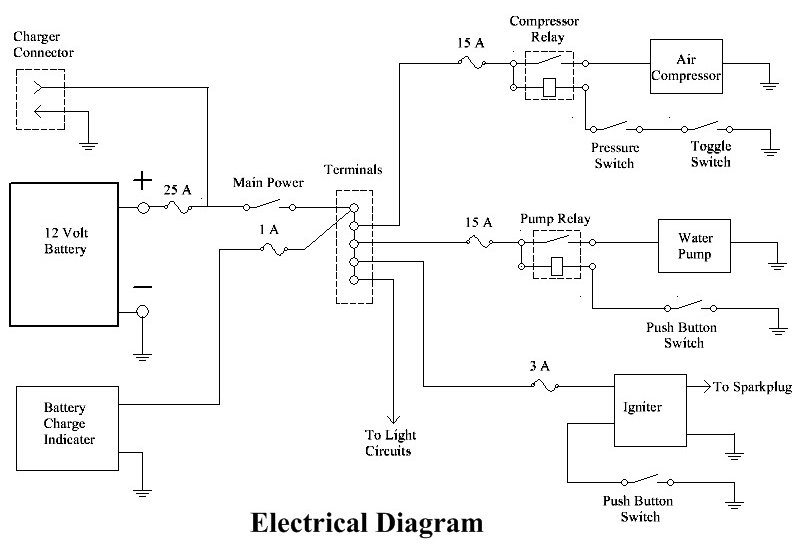 Charger
Connector
15 A
Compressor
Relay
Air
Compressor
Pressure
Switch
Toggle
Switch
+
25 A
Main Power
Terminals
12 Volt
Battery
1 A
15 A
Pump Relay
Water
Pump
Push Button
Switch
−
Battery
Charge
Indicater
3 A
Igniter
To Sparkplug
To Light
Circuits
Push Button
Switch
Electrical Diagram